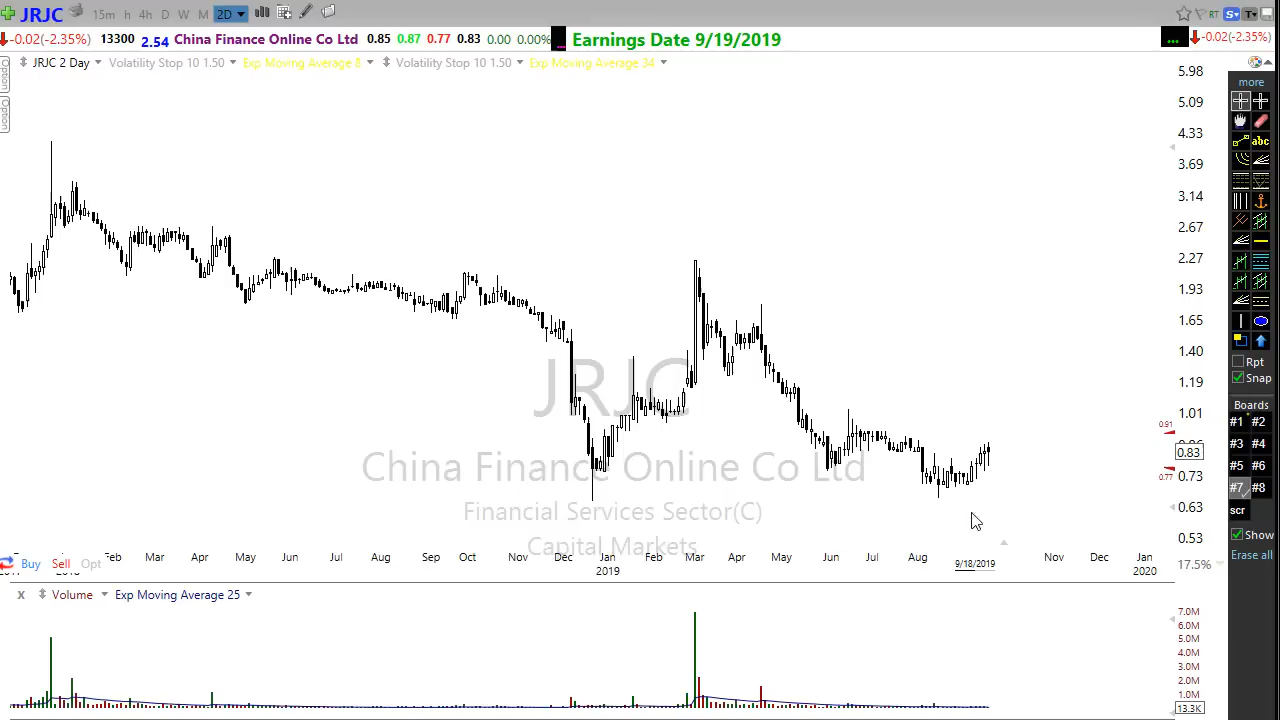 JRJC 15m h 4h D W M 2D RT S T
-0.02(-2.35%) 13300 2.54 China Finance Online Co Ltd 0.85 0.87 0.77 0.83 0.00 0.00% ... Earnings Date 9/19/2019 ... -0.02(-2.35%)
JRJC 2 Day Volatility Stop 10 1.50 Exp Moving Average 8 Volatility Stop 10 1.50 Exp Moving Average 34
Option
Option
5.98
5.09
4.33
3.69
3.14
2.67
2.27
1.93
1.65
1.40
1.19
1.01
0.91
0.83
0.77
0.73
0.63
0.53
more
abc
Rpt
Snap
Boards
#1 #2
#3 #4
#5 #6
#7 #8
scr
Show
Erase all
JRJC
China Finance Online Co Ltd
Financial Services Sector(C)
Capital Markets
Feb Mar Apr May Jun Jul Aug Sep Oct Nov Dec Jan Feb Mar Apr May Jun Jul Aug Nov Dec Jan
Buy Sell Opt 2019 9/18/2019 2020 17.5%
X Volume Exp Moving Average 25
7.0M
6.0M
5.0M
4.0M
3.0M
2.0M
1.0M
13.3K